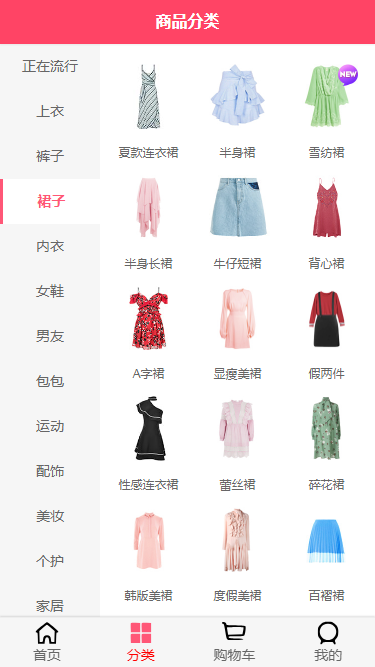 商品分类
正在流行
上衣
裤子
裙子
内衣
女鞋
男友
包包
运动
配饰
美妆
个护
家居
NEW
夏款连衣裙
半身裙
雪纺裙
半身长裙
牛仔短裙
背心裙
A字裙
显瘦美裙
假两件
性感连衣裙
蕾丝裙
碎花裙
韩版美裙
度假美裙
百褶裙
首页
分类
购物车
我的